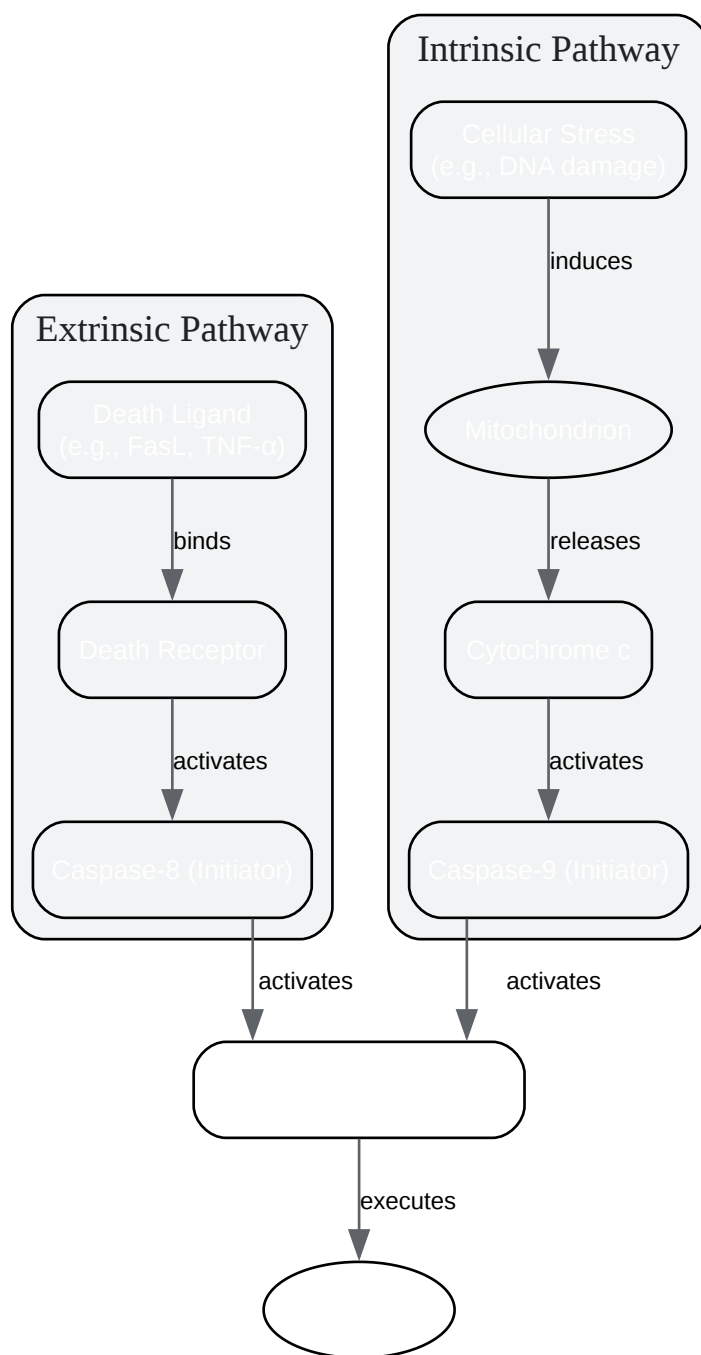 Intrinsic Pathway
Cellular Stress
(e.g., DNA damage)
induces
Extrinsic Pathway
Death Ligand
(e.g., FasL, TNF-α)
Mitochondrion
binds
releases
Death Receptor
Cytochrome c
activates
activates
Caspase-8 (Initiator)
Caspase-9 (Initiator)
activates
activates
executes